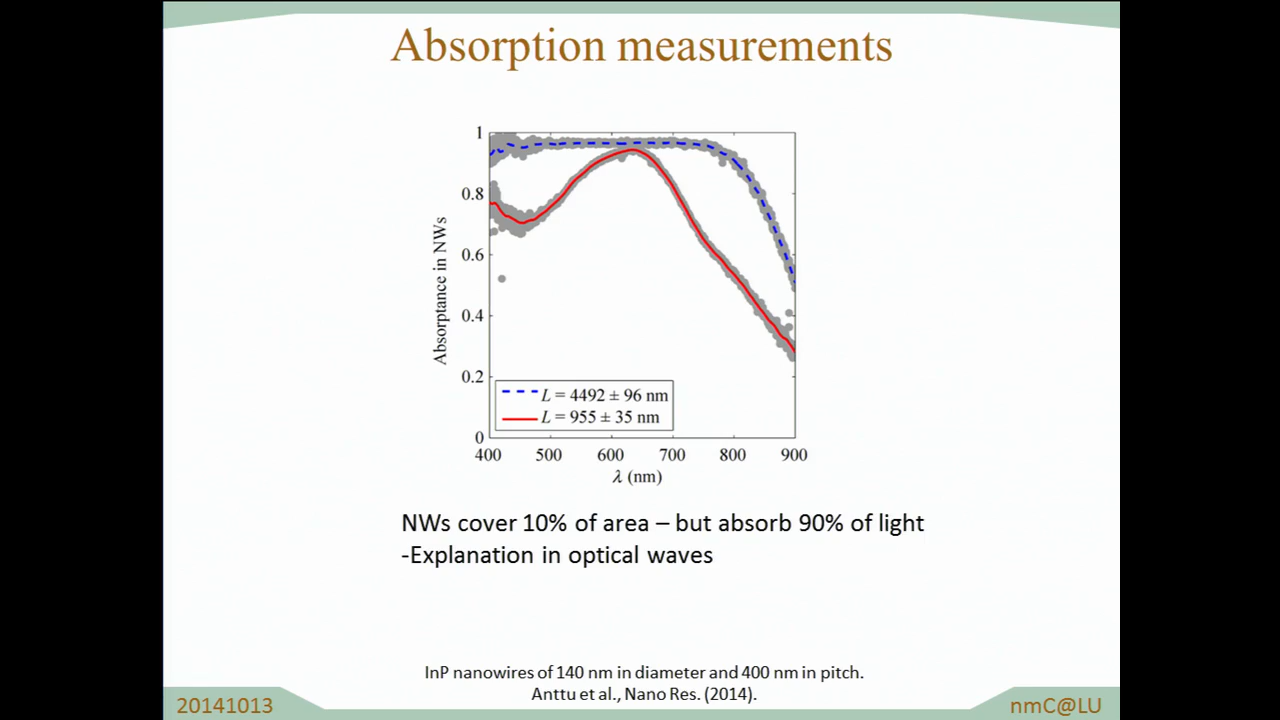 Absorption measurements
1
0.8
0.6
0.4
0.2
0
Absorptance in NWs
L = 4492 ± 96 nm
L = 955 ± 35 nm
400 500 600 700 800 900
λ (nm)
NWs cover 10% of area – but absorb 90% of light
-Explanation in optical waves
InP nanowires of 140 nm in diameter and 400 nm in pitch.
Anttu et al., Nano Res. (2014).
20141013
nmC@LU